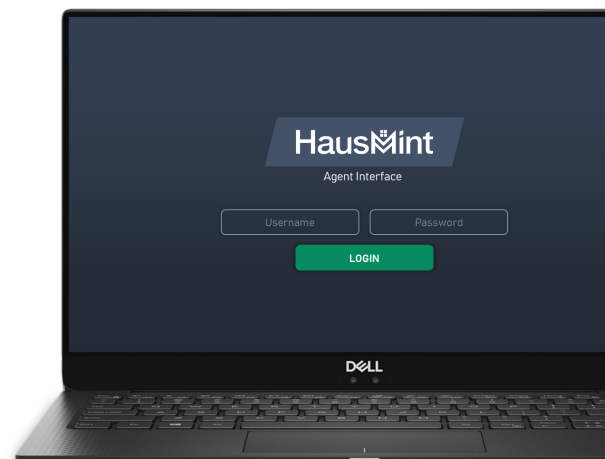 HausMint
Agent Interface
Username Password
LOGIN
DELL